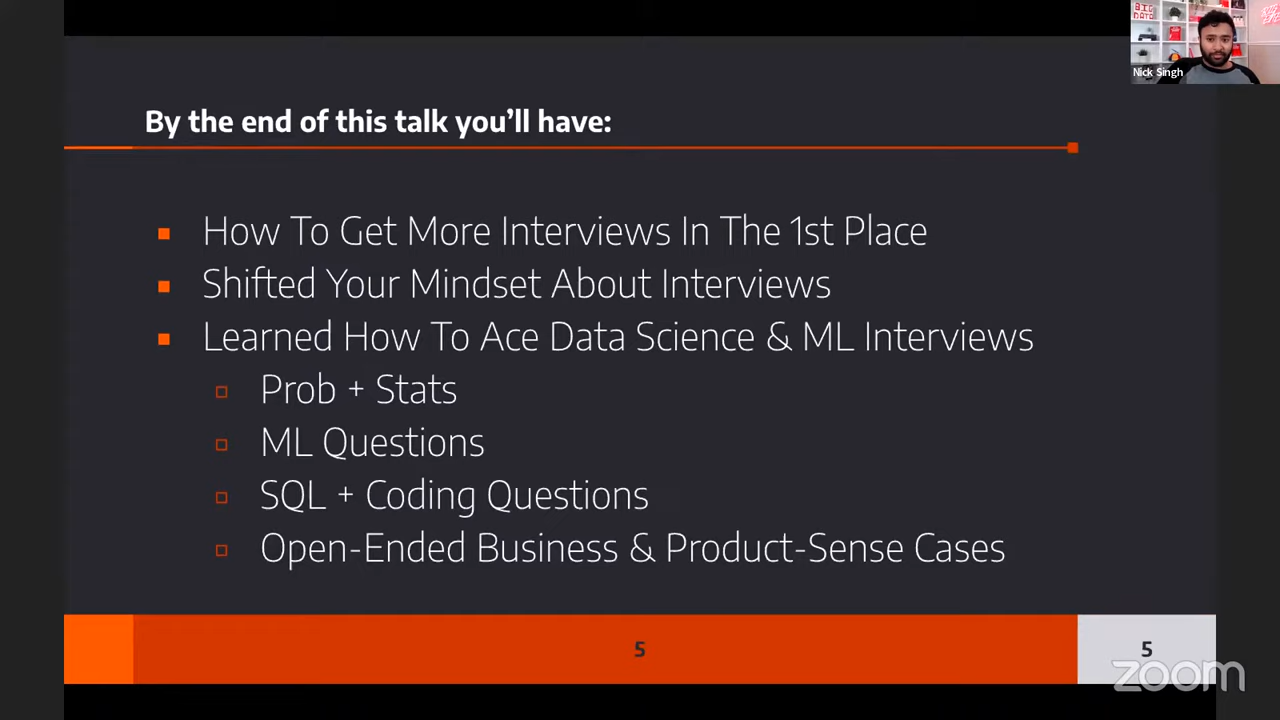 BIG
DATA
Nick Singh
By the end of this talk you'll have:
How To Get More Interviews In The 1st Place
Shifted Your Mindset About Interviews
Learned How To Ace Data Science & ML Interviews
Prob + Stats
ML Questions
SQL + Coding Questions
Open-Ended Business & Product-Sense Cases
5
5
zoom